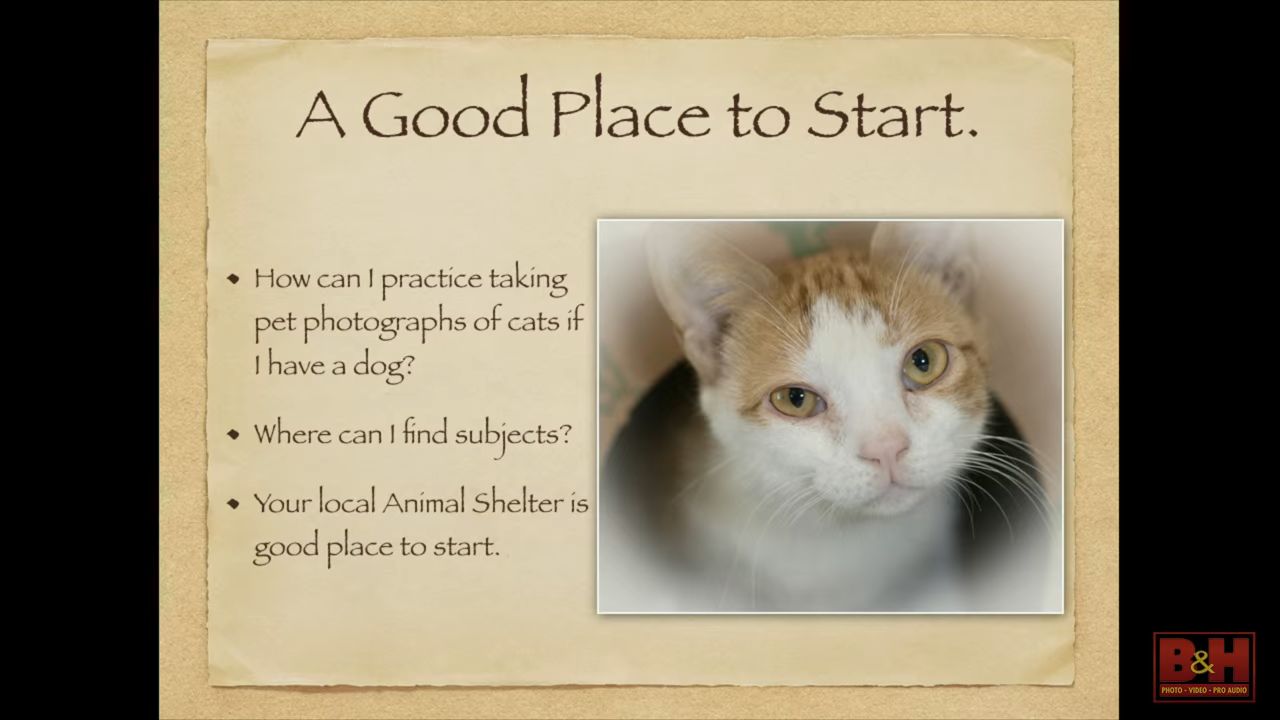 A Good Place to Start.
• How can I practice taking
pet photographs of cats if
I have a dog?
• Where can I find subjects?
• Your local Animal Shelter is
good place to start.
B&H
PHOTO - VIDEO - PRO AUDIO